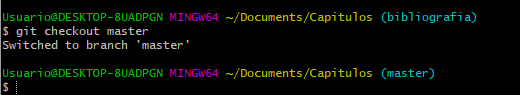 Usuario@DESKTOP-8UADPGN MINGW64 ~/Documents/Capitulos (bibliografia)
$ git checkout master
Switched to branch 'master'
Usuario@DESKTOP-8UADPGN MINGW64 ~/Documents/Capitulos (master)
$